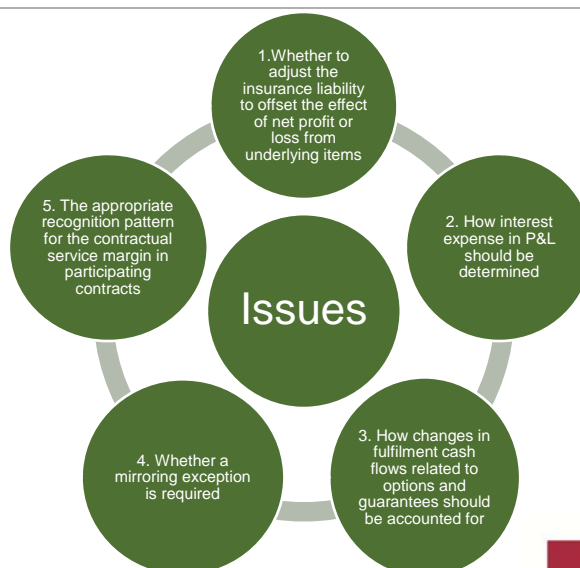 1.Whether to
adjust the
insurance liability
to offset the effect
of net profit or
loss from
underlying items
2. How interest
expense in P&L
should be
determined
3. How changes in
fulfilment cash
flows related to
options and
guarantees should
be accounted for
4. Whether a
mirroring exception
is required
5. The appropriate
recognition pattern
for the contractual
service margin in
participating
contracts
Issues